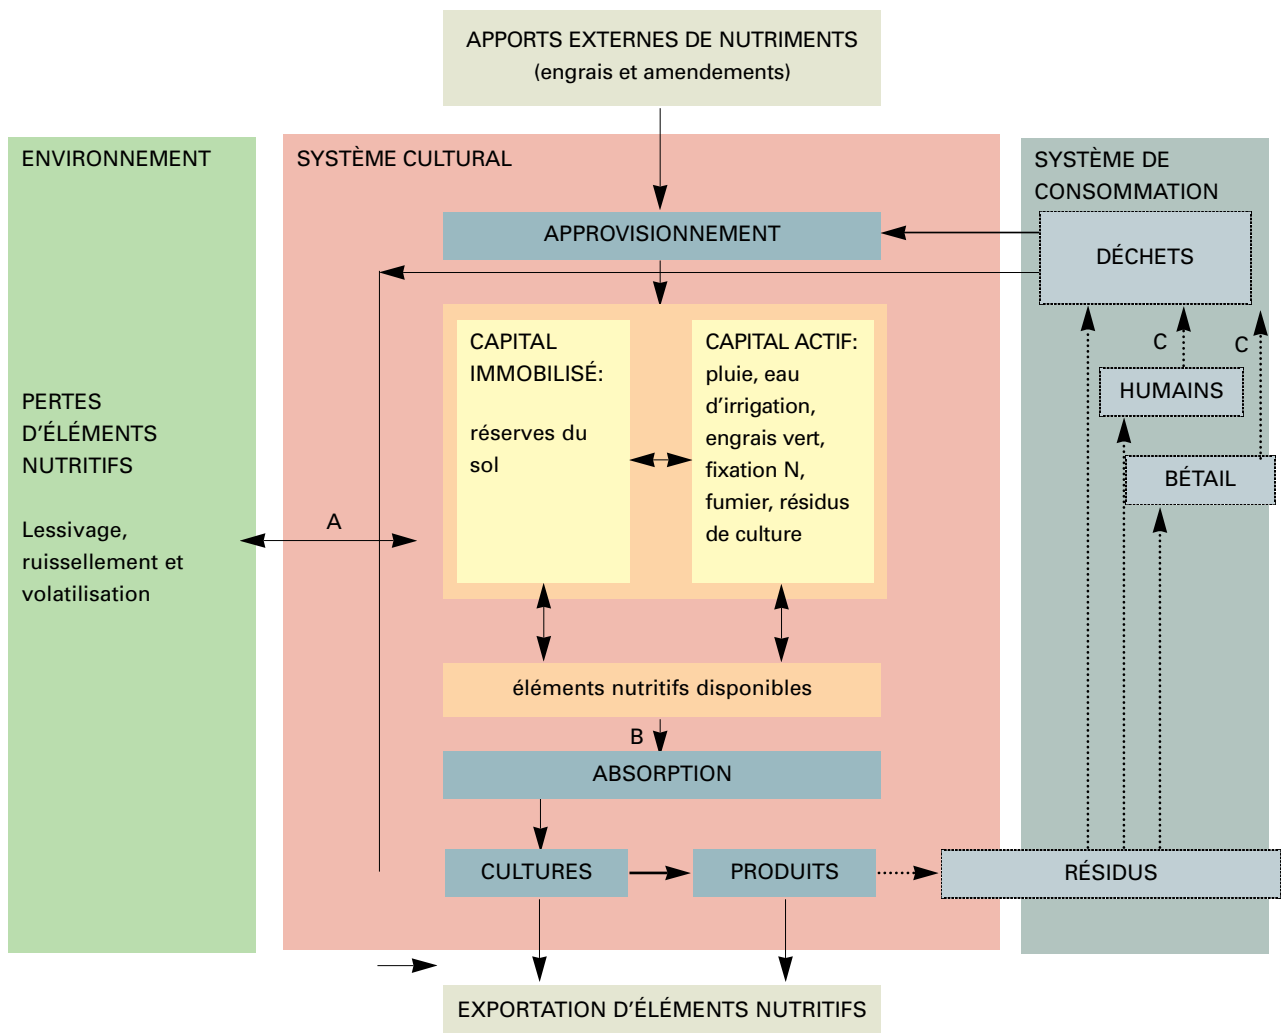 APPORTS EXTERNES DE NUTRIMENTS
(engrais et amendements)
ENVIRONNEMENT
PERTES
D'ÉLÉMENTS
NUTRITIFS
Lessivage,
ruissellement et
volatilisation
A
SYSTÈME CULTURAL
APPROVISIONNEMENT
CAPITAL
IMMOBILISÉ:
réserves du
sol
CAPITAL ACTIF:
pluie, eau
d'irrigation,
engrais vert,
fixation N,
fumier, résidus
de culture
éléments nutritifs disponibles
B
ABSORPTION
CULTURES
PRODUITS
SYSTÈME DE
CONSOMMATION
DÉCHETS
C
C
HUMAINS
BÉTAIL
RÉSIDUS
EXPORTATION D'ÉLÉMENTS NUTRITIFS